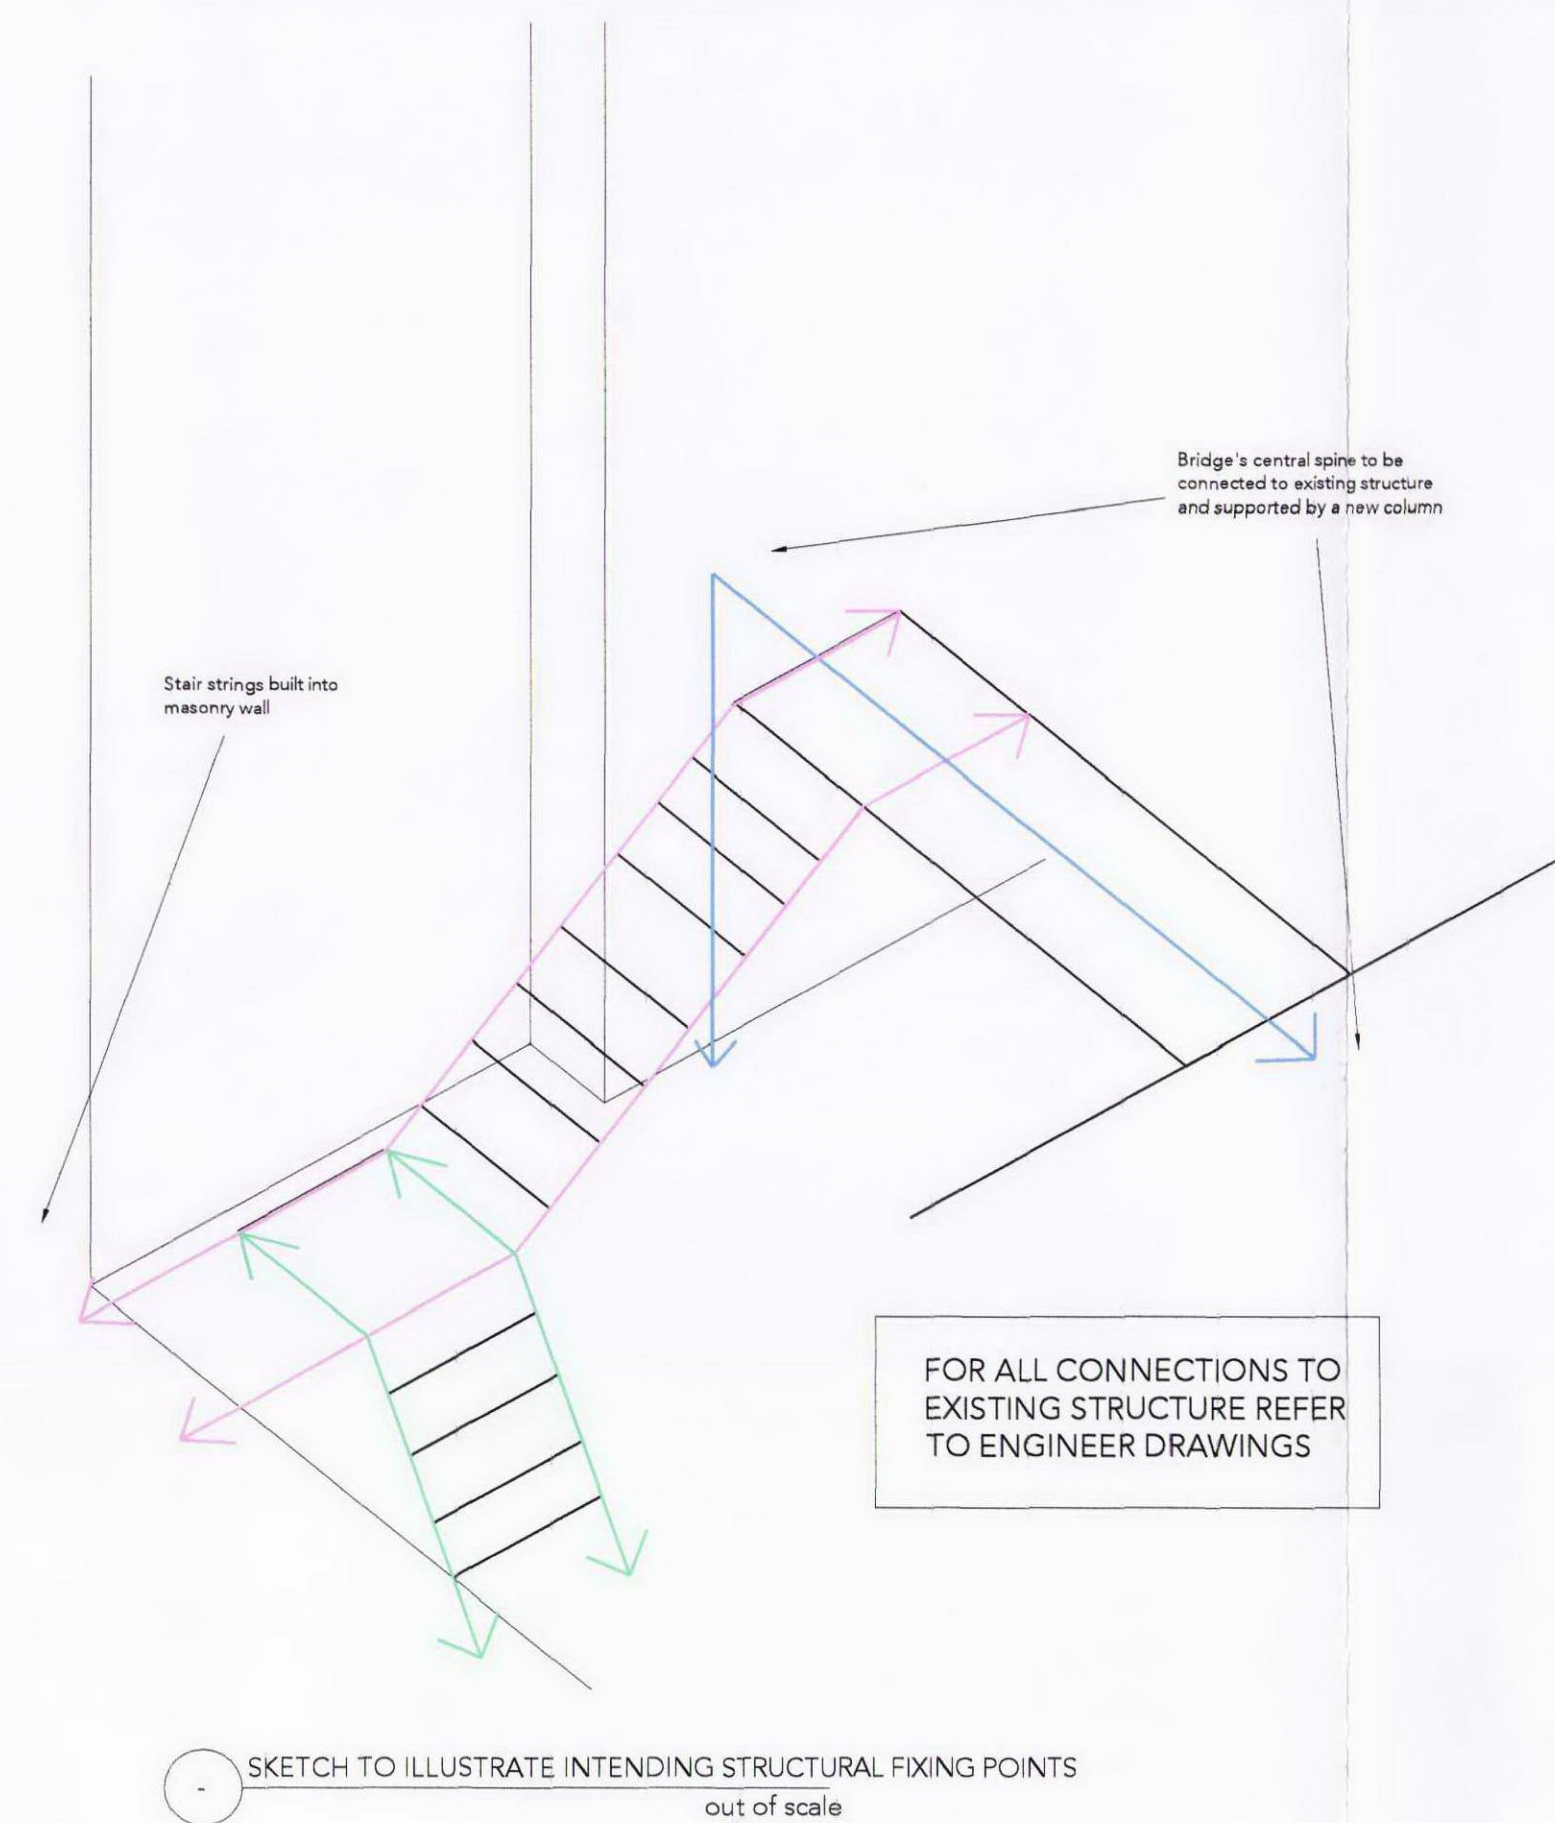 Bridge's central spine to be
connected to existing structure
and supported by a new column
Stair strings built into
masonry wall
FOR ALL CONNECTIONS TO
EXISTING STRUCTURE REFER
TO ENGINEER DRAWINGS
SKETCH TO ILLUSTRATE INTENDING STRUCTURAL FIXING POINTS
-
out of scale